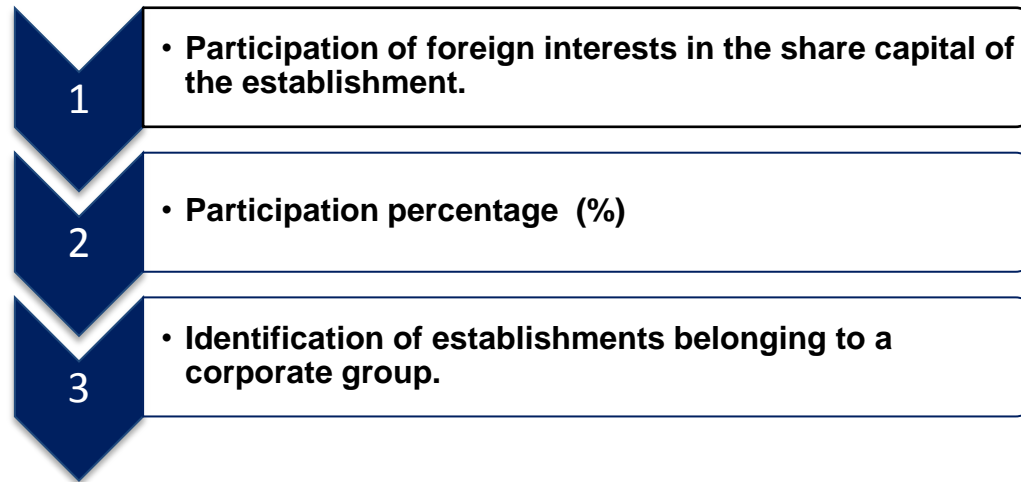 1
• Participation of foreign interests in the share capital of
the establishment.
2
• Participation percentage (%)
3
• Identification of establishments belonging to a
corporate group.